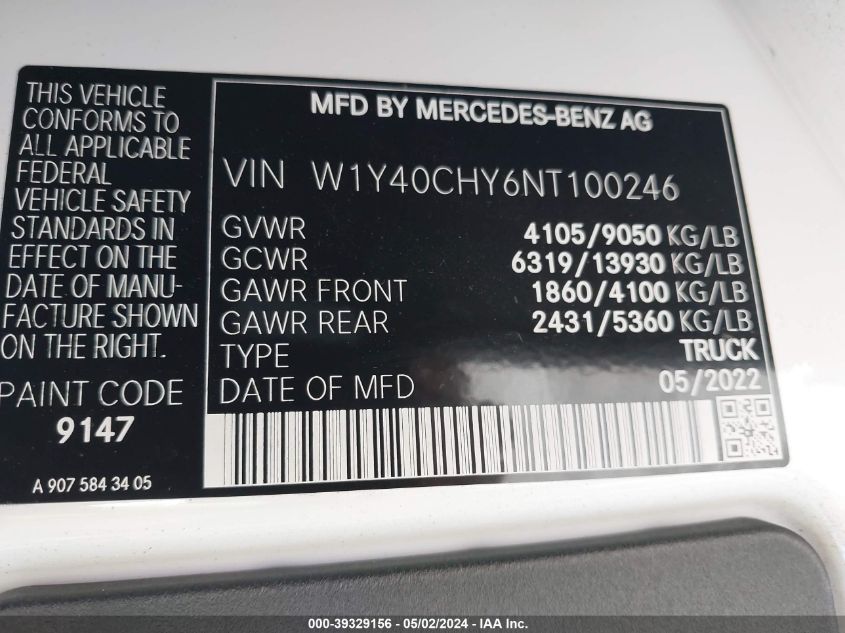 THIS VEHICLE
CONFORMS TO
ALL APPLICABLE
FEDERAL
VEHICLE SAFETY
STANDARDS IN
EFFECT ON THE
DATE OF MANU-
FACTURE SHOWN
ON THE RIGHT.
PAINT CODE
9147
A 907 584 34 05
MFD BY MERCEDES-BENZ AG
VIN W1Y40CHY6NT100246
GVWR 4105/9050 KG/LB
GCWR 6319/13930 KG/LB
GAWR FRONT 1860/4100 KG/LB
GAWR REAR 2431/5360 KG/LB
TYPE TRUCK
DATE OF MFD 05/2022
000-39329156 — 05/02/2024 — IAA Inc.